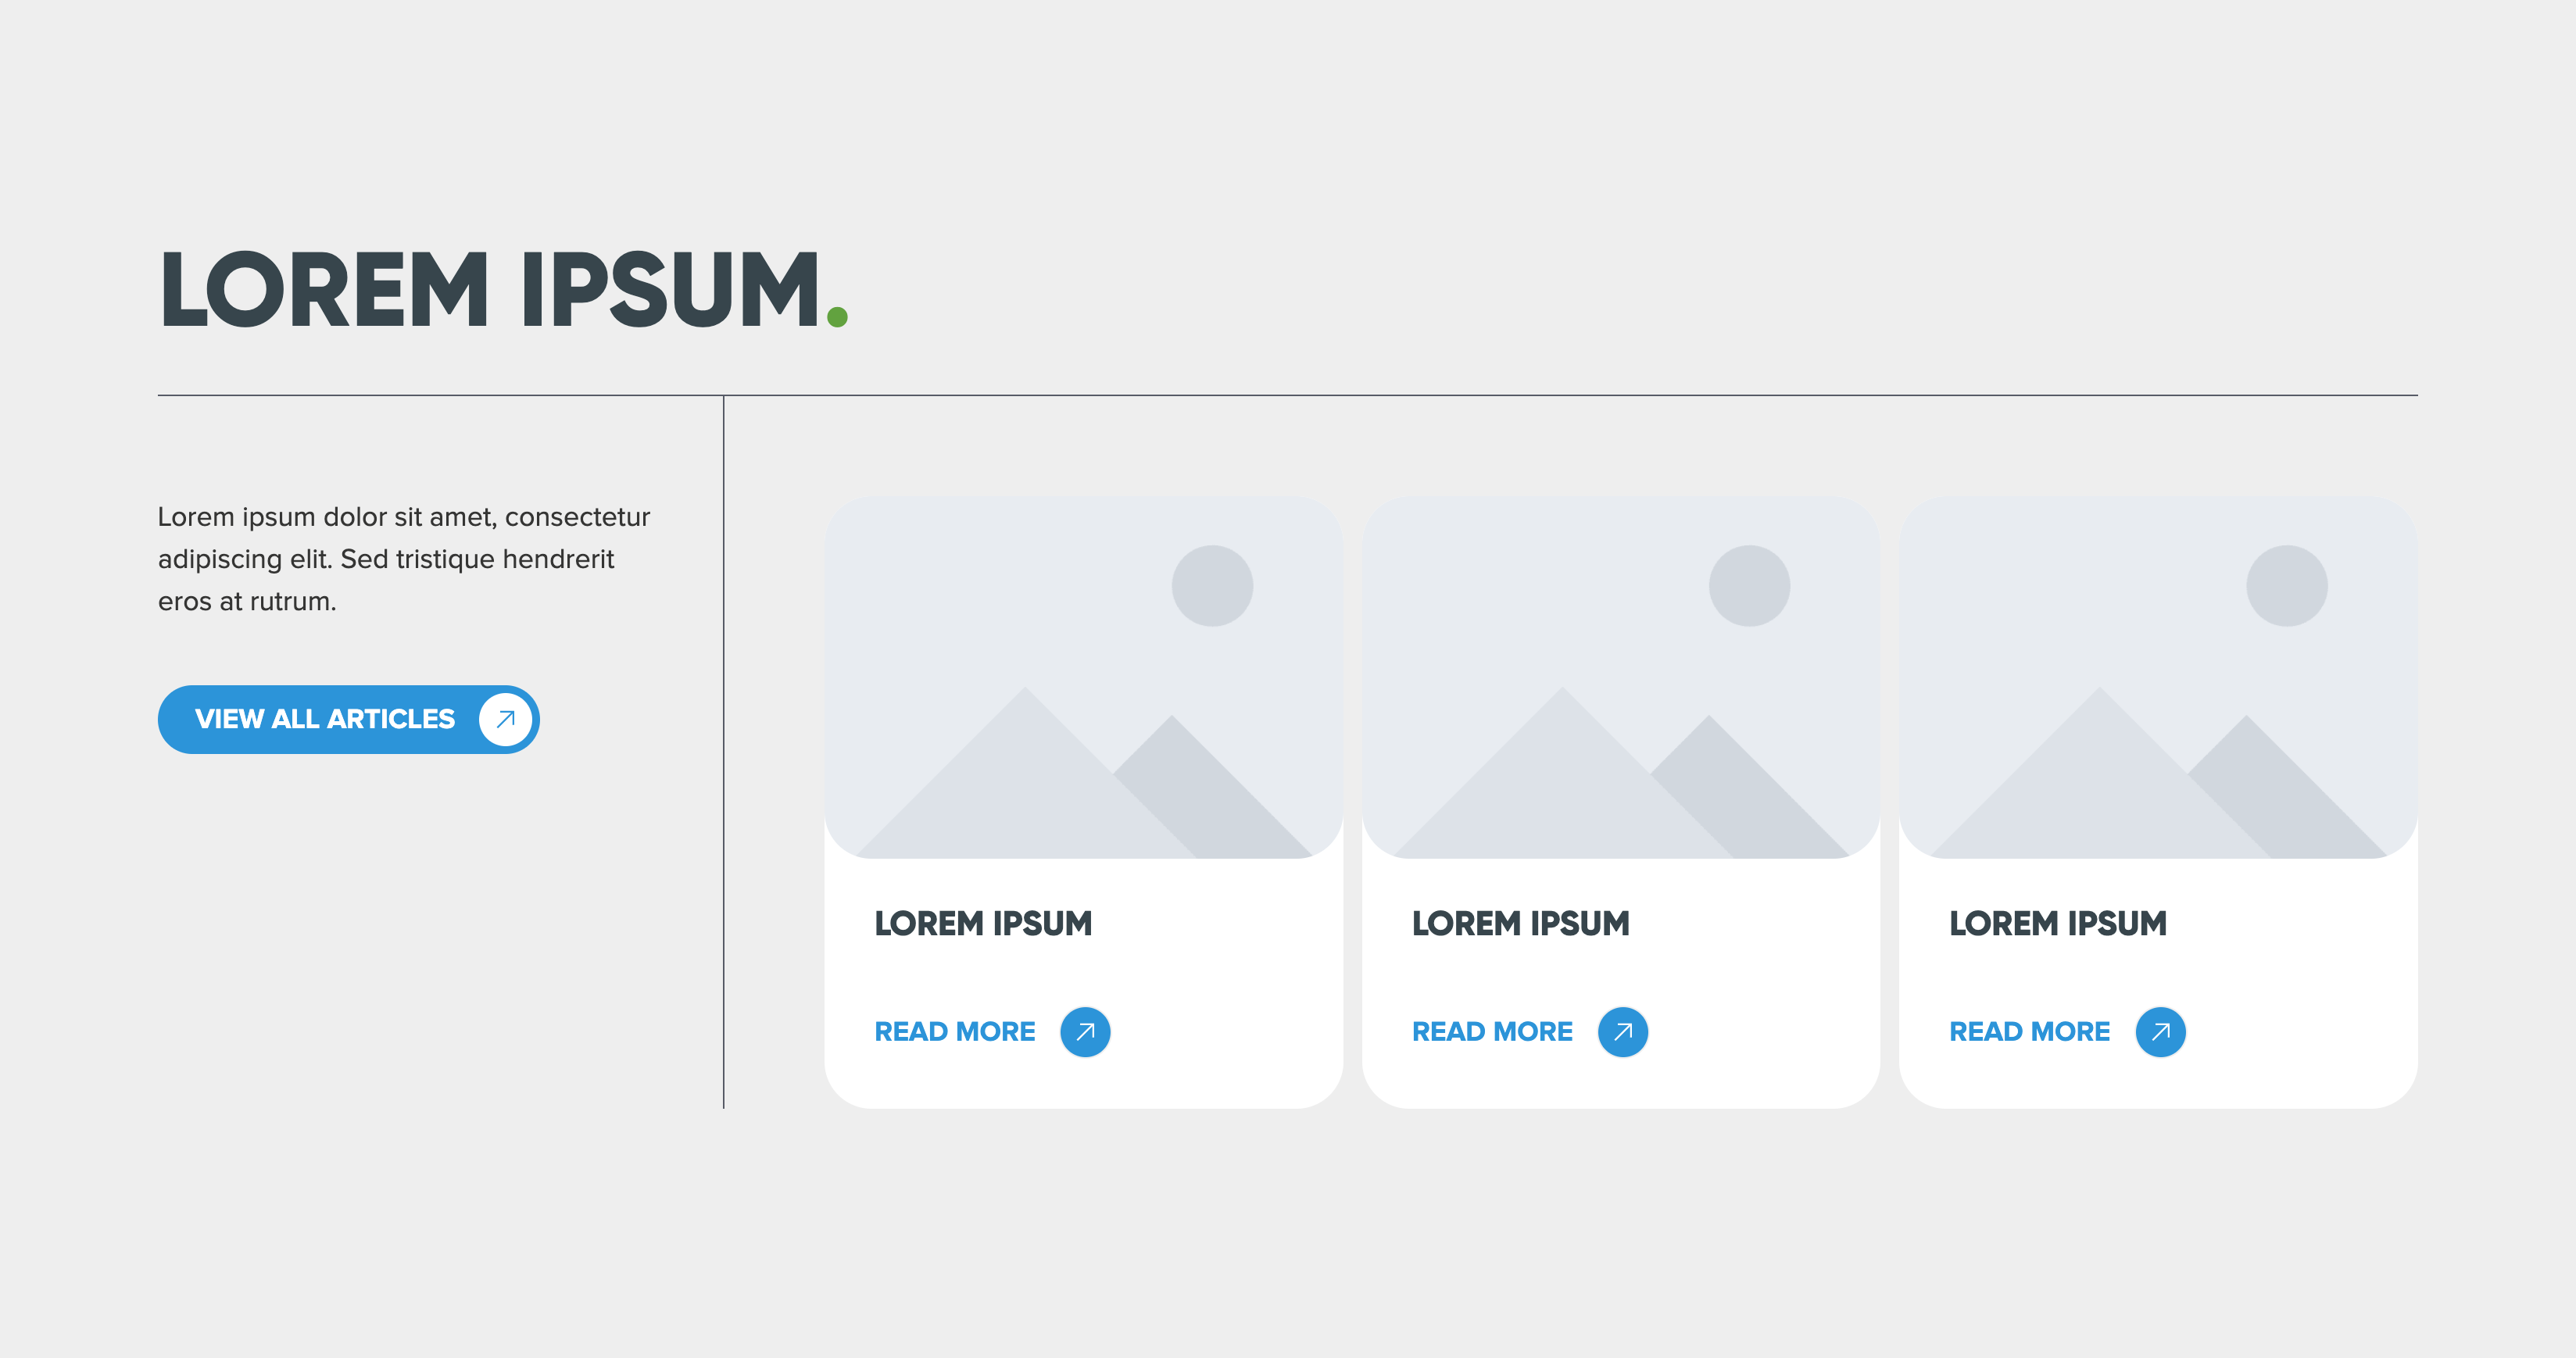 LOREM IPSUM.
Lorem ipsum dolor sit amet, consectetur
adipiscing elit. Sed tristique hendrerit
eros at rutrum.
VIEW ALL ARTICLES
LOREM IPSUM
READ MORE
LOREM IPSUM
READ MORE
LOREM IPSUM
READ MORE